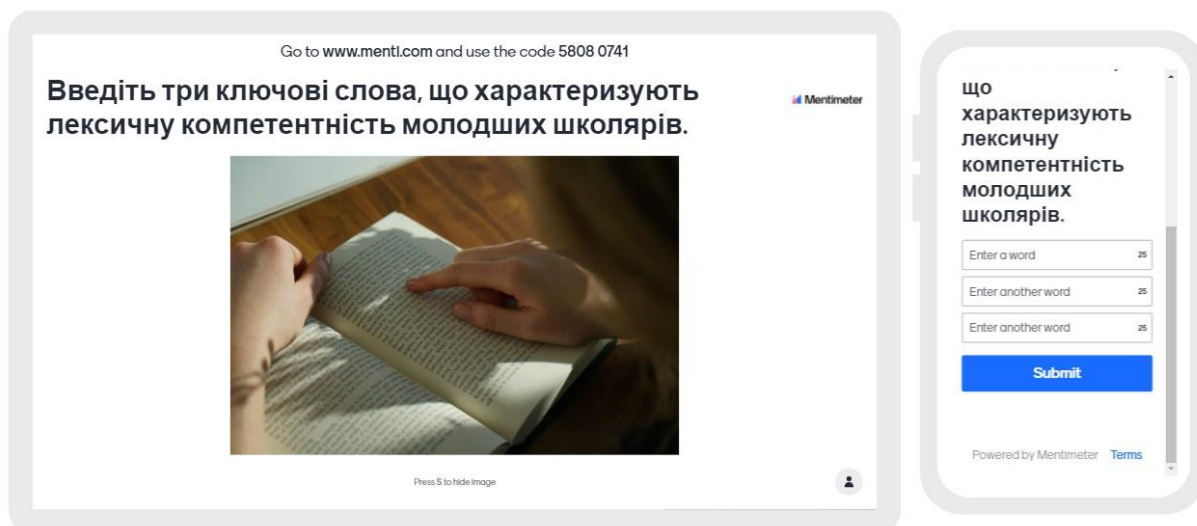 Go to www.menti.com and use the code 5808 0741
Введіть три ключові слова, що характеризують
лексичну компетентність молодших школярів.
Mentimeter
Press S to hide image
що
характеризують
лексичну
компетентність
молодших
школярів.
Enter a word 25
Enter another word 25
Enter another word 25
Submit
Powered by Mentimeter Terms